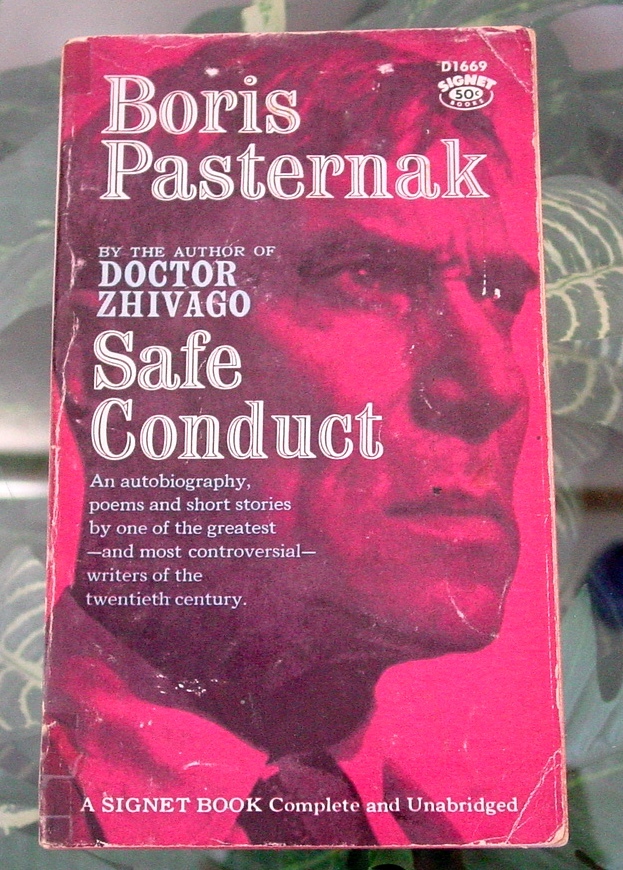 D1669
SIGNET
50¢
BOOKS
Boris
Pasternak
BY THE AUTHOR OF
DOCTOR
ZHIVAGO
Safe
Conduct
An autobiography,
poems and short stories
by one of the greatest
—and most controversial—
writers of the
twentieth century.
A SIGNET BOOK Complete and Unabridged